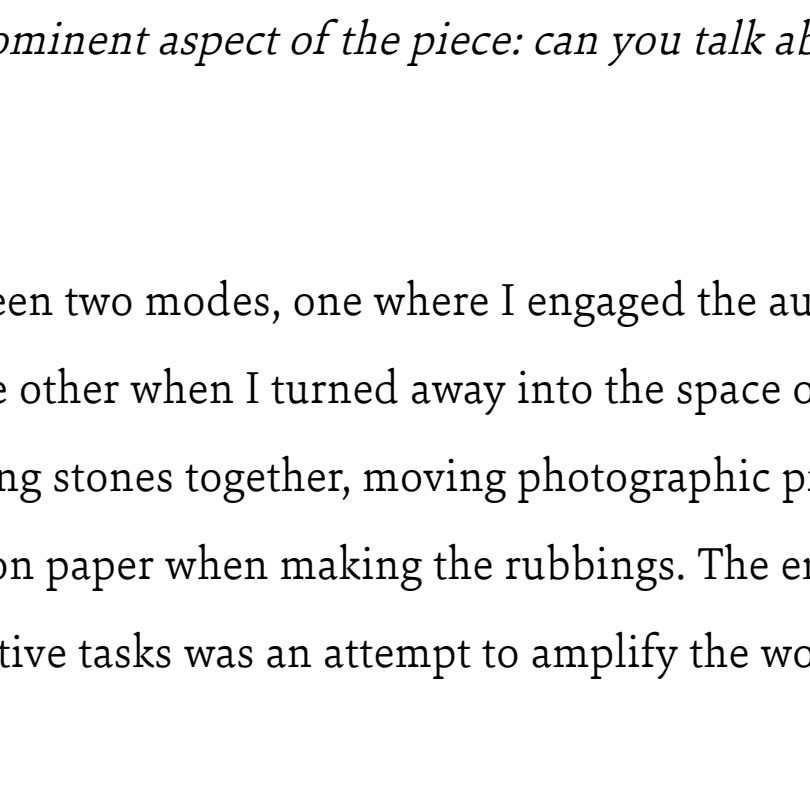 ominent aspect of the piece: can you talk ab
een two modes, one where I engaged the au
e other when I turned away into the space o
ng stones together, moving photographic p
on paper when making the rubbings. The e
tive tasks was an attempt to amplify the wo